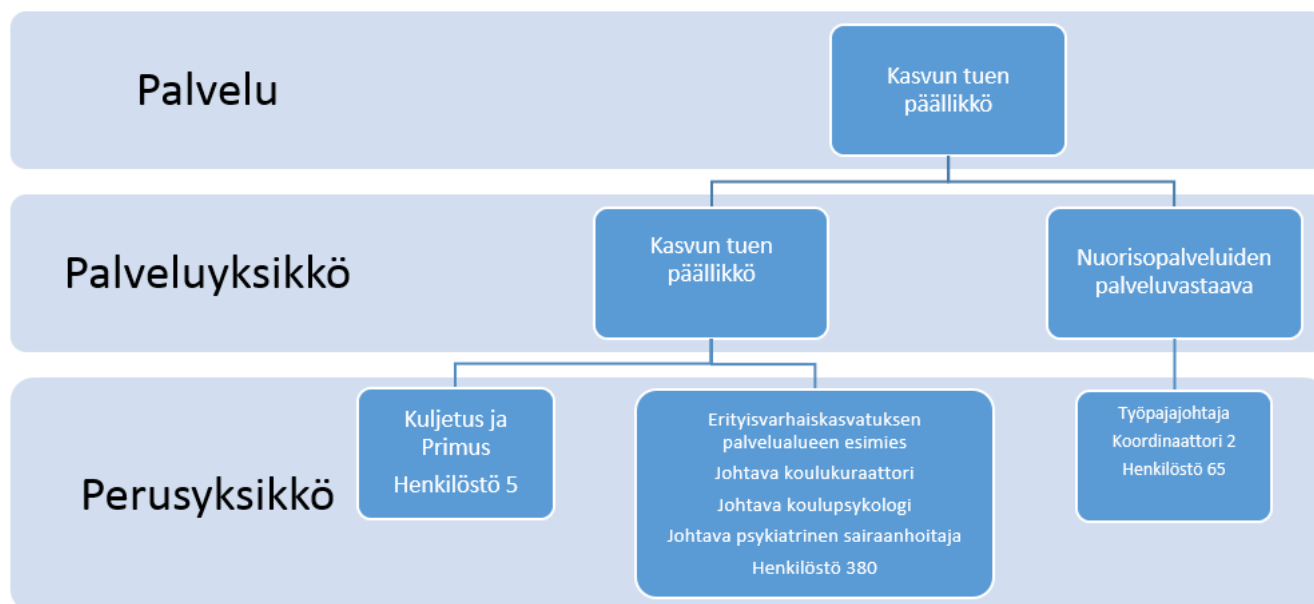 Palvelu
Kasvun tuen
päällikkö
Palveluyksikkö
Kasvun tuen
päällikkö
Nuorisopalveluiden
palveluvastaava
Perusyksikkö
Kuljetus ja
Primus
Henkilöstö 5
Erityisvarhaiskasvatuksen
palvelualueen esimies
Johtava koulukuraattori
Johtava koulupsykologi
Johtava psykiatrinen sairaanhoitaja
Henkilöstö 380
Työpajajohtaja
Koordinaattori 2
Henkilöstö 65